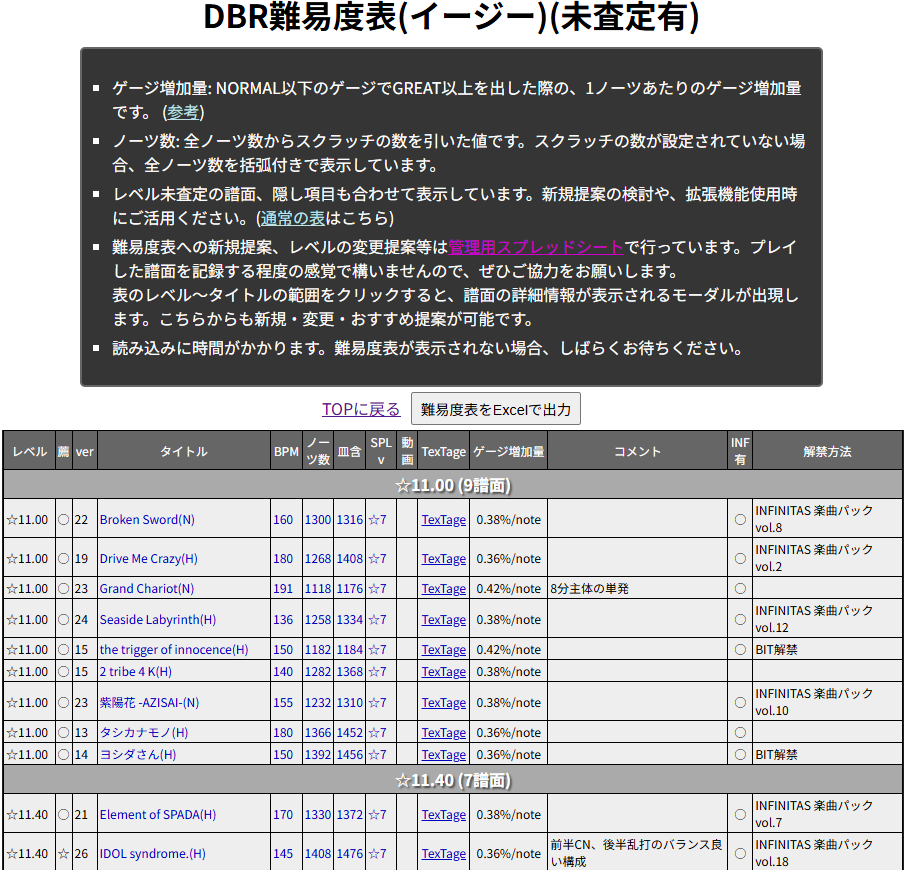 DBR難易度表(イージー)(未査定有)
ゲージ増加量: NORMAL以下のゲージでGREAT以上を出した際の、1ノーツあたりのゲージ増加量
です。 (参考)
ノーツ数: 全ノーツ数からスクラッチの数を引いた値です。スクラッチの数が設定されていない場
合、全ノーツ数を括弧付きで表示しています。
レベル未査定の譜面、隠し項目も合わせて表示しています。新規提案の検討や、拡張機能使用時
にご活用ください。(通常の表はこちら)
難易度表への新規提案、レベルの変更提案等は管理用スプレッドシートで行っています。プレイ
した譜面を記録する程度の感覚で構いませんので、ぜひご協力をお願いします。
表のレベル～タイトルの範囲をクリックすると、譜面の詳細情報が表示されるモーダルが出現し
ます。こちらからも新規・変更・おすすめ提案が可能です。
読み込みに時間がかかります。難易度表が表示されない場合、しばらくお待ちください。
TOPに戻る 難易度表をExcelで出力
レベル 薦 ver タイトル BPM ノーツ数 皿含 SPLv 動画 TexTage ゲージ増加量 コメント INF有 解禁方法
☆11.00 (9譜面)
☆11.00 ○ 22 Broken Sword(N) 160 1300 1316 ☆7 TexTage 0.38%/note ○ INFINITAS 楽曲パック vol.8
☆11.00 ○ 19 Drive Me Crazy(H) 180 1268 1408 ☆7 TexTage 0.36%/note ○ INFINITAS 楽曲パック vol.2
☆11.00 ○ 23 Grand Chariot(N) 191 1118 1176 ☆7 TexTage 0.42%/note 8分主体の単発 ○
☆11.00 ○ 24 Seaside Labyrinth(H) 136 1258 1334 ☆7 TexTage 0.38%/note ○ INFINITAS 楽曲パック vol.12
☆11.00 ○ 15 the trigger of innocence(H) 150 1182 1184 ☆7 TexTage 0.42%/note ○ BIT解禁
☆11.00 ○ 15 2 tribe 4 K(H) 140 1282 1368 ☆7 TexTage 0.38%/note
☆11.00 ○ 23 紫陽花 -AZISAI-(N) 155 1232 1310 ☆7 TexTage 0.38%/note ○ INFINITAS 楽曲パック vol.10
☆11.00 ○ 13 タシカナモノ(H) 180 1366 1452 ☆7 TexTage 0.36%/note ○
☆11.00 ○ 14 ヨシダさん(H) 150 1392 1456 ☆7 TexTage 0.36%/note ○ BIT解禁
☆11.40 (7譜面)
☆11.40 ○ 21 Element of SPADA(H) 170 1330 1372 ☆7 TexTage 0.38%/note ○ INFINITAS 楽曲パック vol.7
☆11.40 ☆ 26 IDOL syndrome.(H) 145 1408 1476 ☆7 TexTage 0.36%/note 前半CN、後半乱打のバランス良い構成 ○ INFINITAS 楽曲パック vol.18